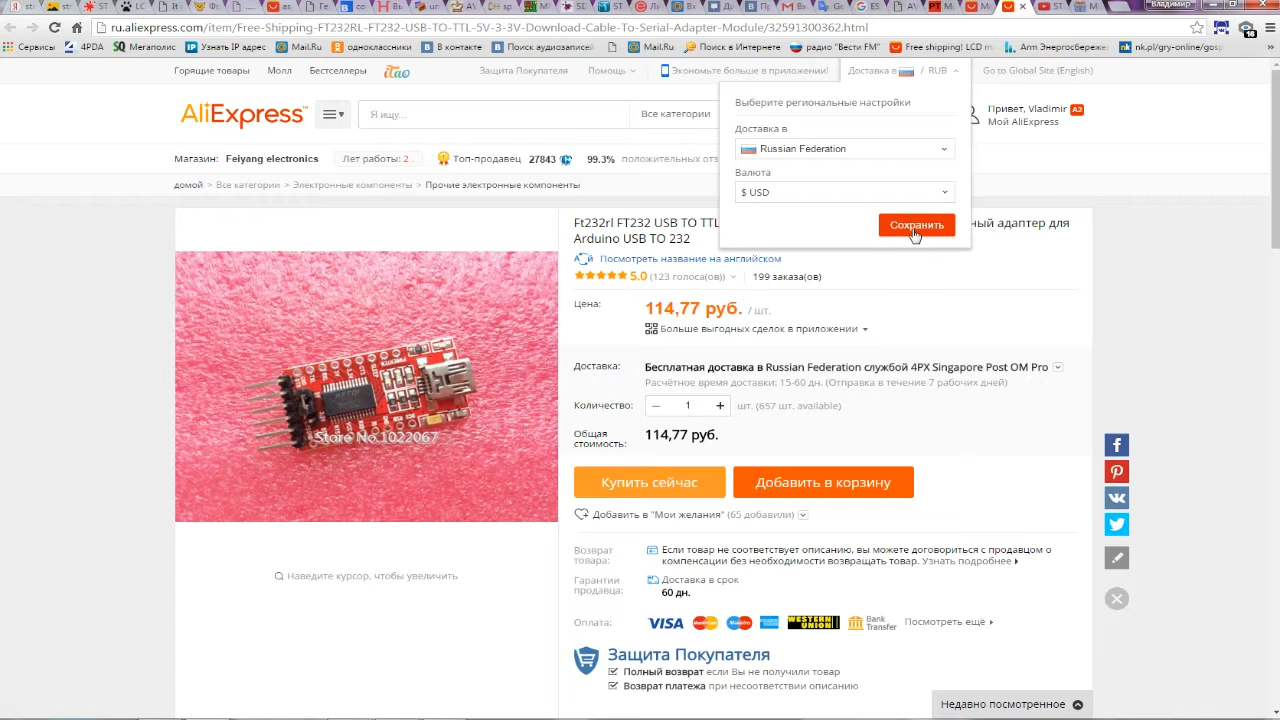 Владимир
ru.aliexpress.com/item/Free-Shipping-FT232RL-FT-232-USB-TO-TTL-5V-3-3V-Download-Cable-To-Serial-Adapter-Module/32591300362.html
Сервисы 4PDA Мегаполис Узнать IP адрес Mail.Ru одноклассники В контакте Поиск аудиозаписей Mail.Ru Поиск в Интернете радио "Вести FM" Free shipping! LCD m Arm Энергосбереже nk.pl/gry-online/gosp
Горящие товары Молл Бестселлеры iTao Защита Покупателя Помощь Экономьте больше в приложении! Доставка в / RUB Go to Global Site (English)
Выберите региональные настройки
AliExpress Я ищу... Все категории Привет, Vladimir A2
Мой AliExpress
Доставка в
Russian Federation
Магазин: Feiyang electronics Лет работы: 2 . Топ-продавец 27843 99.3% положительных отз
Валюта
$ USD
домой > Все категории > Электронные компоненты > Прочие электронные компоненты
Сохранить
Ft232rl FT232 USB TO TTL ный адаптер для
Arduino USB TO 232
Посмотреть название на английском
5.0 (123 голоса(ов)) 199 заказа(ов)
Цена: 114,77 руб. / шт.
Больше выгодных сделок в приложении
Доставка: Бесплатная доставка в Russian Federation службой 4PX Singapore Post OM Pro
Расчётное время доставки: 15-60 дн. (Отправка в течение 7 рабочих дней)
Количество: − 1 + шт. (657 шт. available)
Общая стоимость: 114,77 руб.
Store No.1022067
Купить сейчас Добавить в корзину
Добавить в "Мои желания" (65 добавили)
Возврат товара: Если товар не соответствует описанию, вы можете договориться с продавцом о
компенсации без необходимости возвращать товар. Узнать подробнее
Наведите курсор, чтобы увеличить
Гарантии продавца: Доставка в срок
60 дн.
Оплата: VISA MasterCard Maestro WESTERN UNION Bank Transfer Посмотреть ещё
Защита Покупателя
Полный возврат если Вы не получили товар
Возврат платежа при несоответствии описанию
Недавно посмотренное